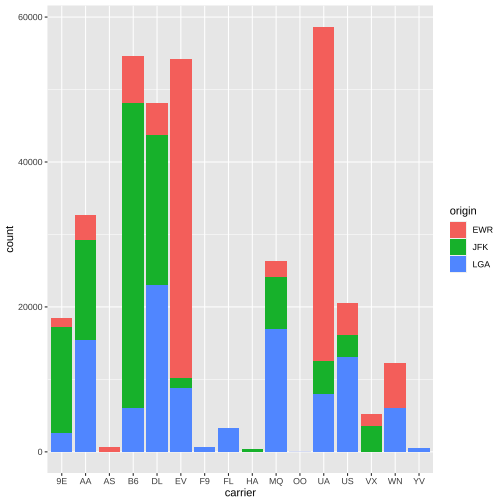 60000
40000
20000
0
count
9E AA AS B6 DL EV F9 FL HA MQ OO UA US VX WN YV
carrier
origin
EWR
JFK
LGA